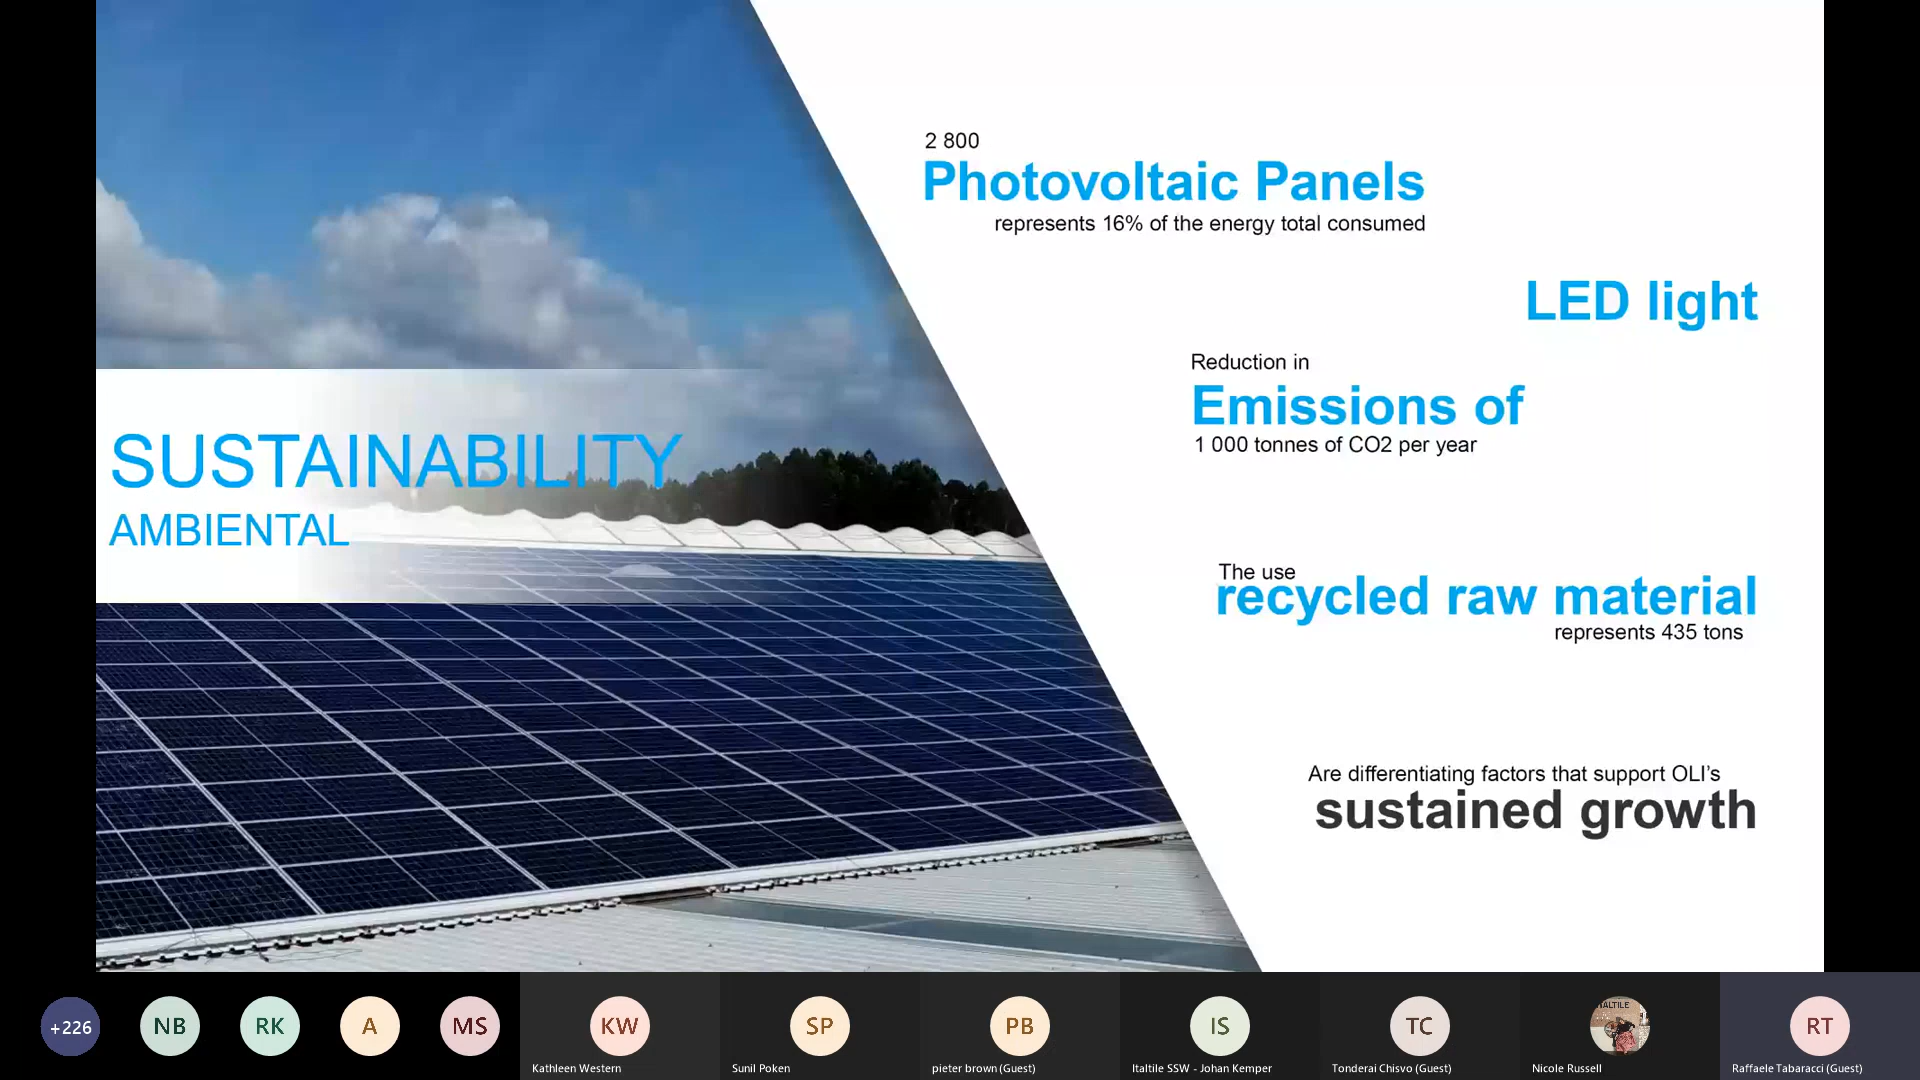 2 800
Photovoltaic Panels
represents 16% of the energy total consumed
LED light
Reduction in
Emissions of
1 000 tonnes of CO2 per year
SUSTAINABILITY
AMBIENTAL
The use
recycled raw material
represents 435 tons
Are differentiating factors that support OLI's
sustained growth
+226
NB
RK
A
MS
KW
SP
PB
IS
TC
ALTILE
RT
Kathleen Western
Sunil Poken
pieter brown (Guest)
Italtile SSW - Johan Kemper
Tonderai Chisvo (Guest)
Nicole Russell
Raffaele Tabaracci (Guest)